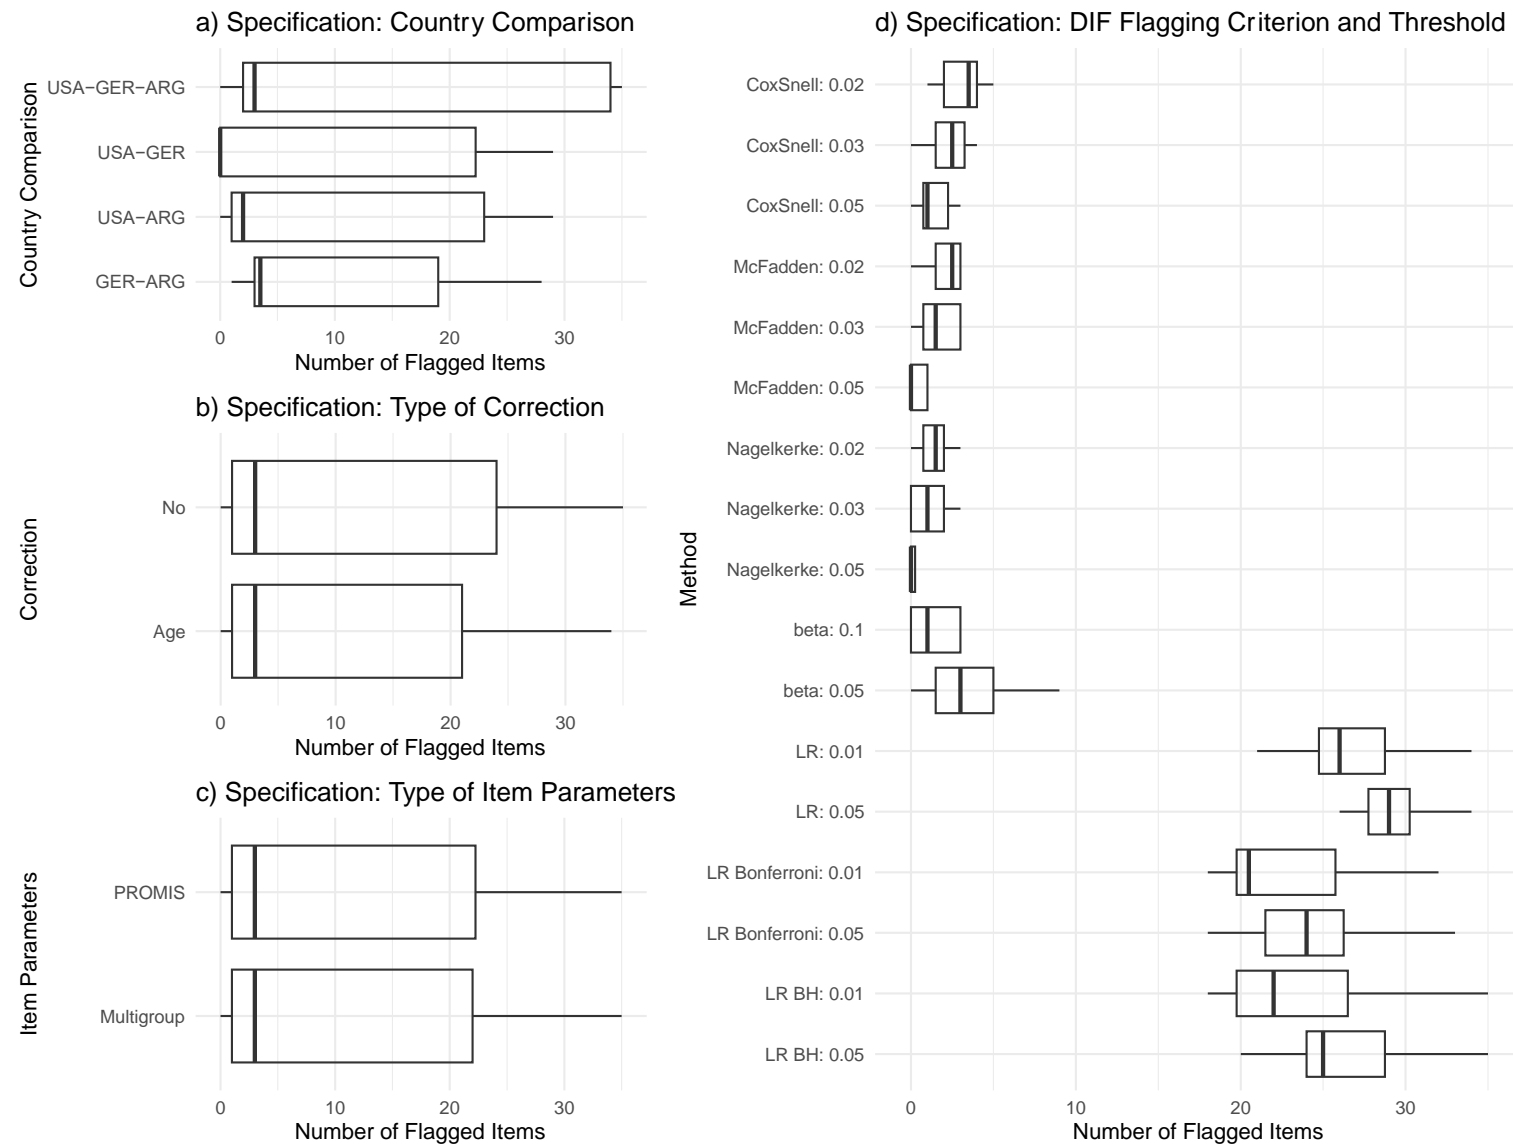 a) Specification: Country Comparison
Country Comparison
USA−GER−ARG
USA−GER
USA−ARG
GER−ARG
0 10 20 30
Number of Flagged Items
b) Specification: Type of Correction
Correction
No
Age
0 10 20 30
Number of Flagged Items
c) Specification: Type of Item Parameters
Item Parameters
PROMIS
Multigroup
0 10 20 30
Number of Flagged Items
d) Specification: DIF Flagging Criterion and Threshold
Method
CoxSnell: 0.02
CoxSnell: 0.03
CoxSnell: 0.05
McFadden: 0.02
McFadden: 0.03
McFadden: 0.05
Nagelkerke: 0.02
Nagelkerke: 0.03
Nagelkerke: 0.05
beta: 0.1
beta: 0.05
LR: 0.01
LR: 0.05
LR Bonferroni: 0.01
LR Bonferroni: 0.05
LR BH: 0.01
LR BH: 0.05
0 10 20 30
Number of Flagged Items